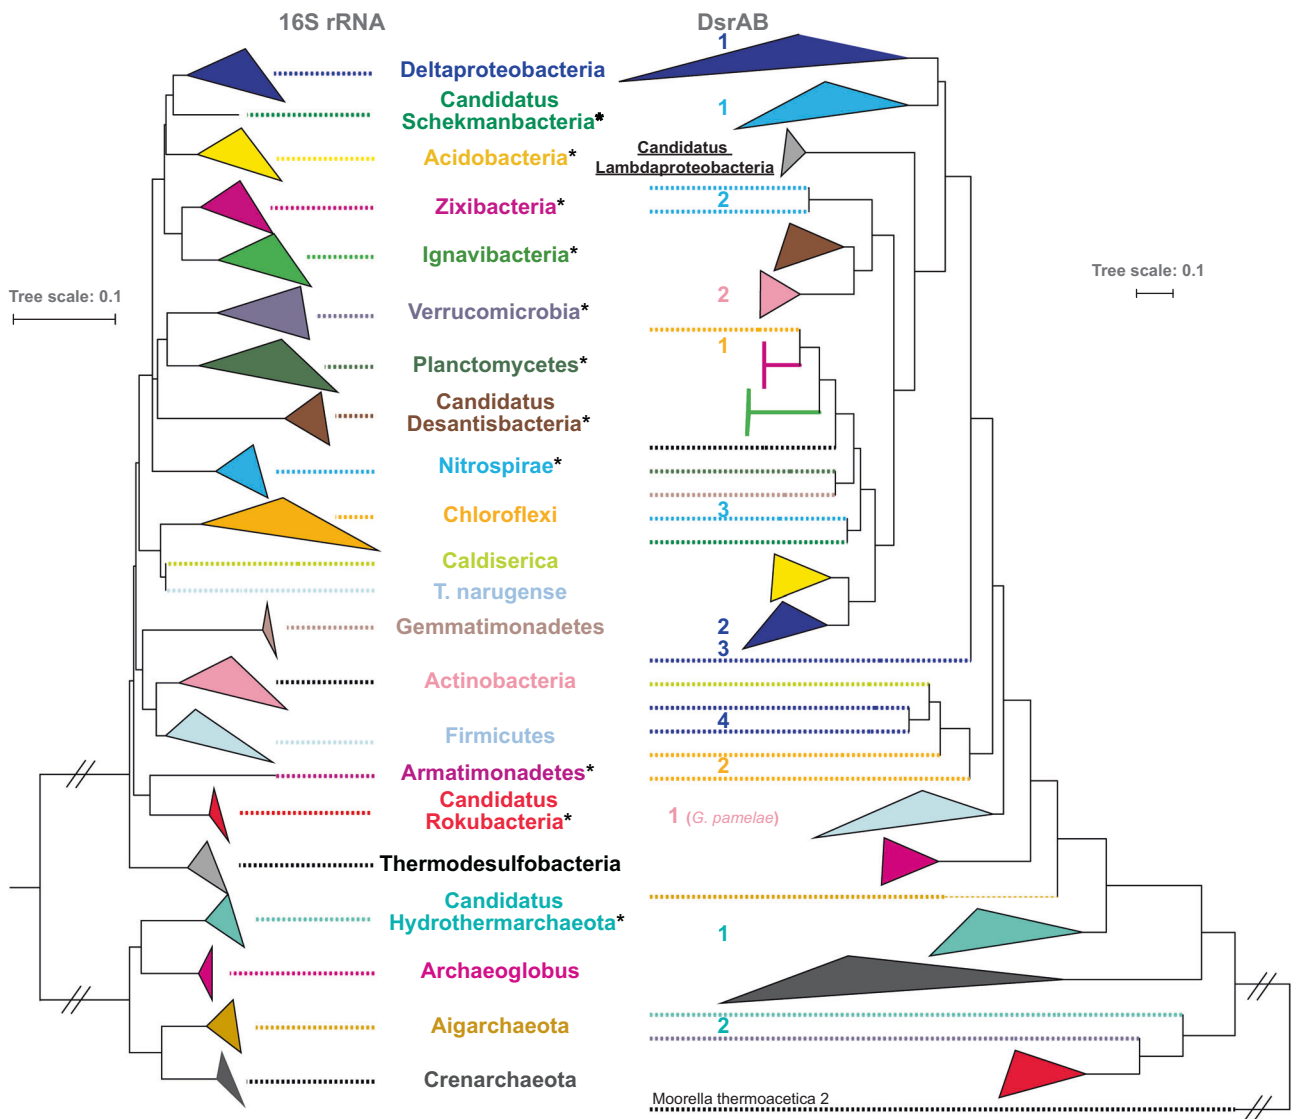 16S rRNA
DsrAB
Deltaproteobacteria
Candidatus
Schekmanbacteria*
Acidobacteria*
Zixibacteria*
Ignavibacteria*
Verrucomicrobia*
Planctomycetes*
Candidatus
Desantisbacteria*
Nitrospirae*
Chloroflexi
Caldiserica
T. narugense
Gemmatimonadetes
Actinobacteria
Firmicutes
Armatimonadetes*
Candidatus
Rokubacteria*
Thermodesulfobacteria
Candidatus
Hydrothermarchaeota*
Archaeoglobus
Aigarchaeota
Crenarchaeota
Tree scale: 0.1
1
1
Candidatus
Lambdaproteobacteria
2
2
1
3
2
3
4
2
1 (G. pamelae)
1
2
Moorella thermoacetica 2
Tree scale: 0.1